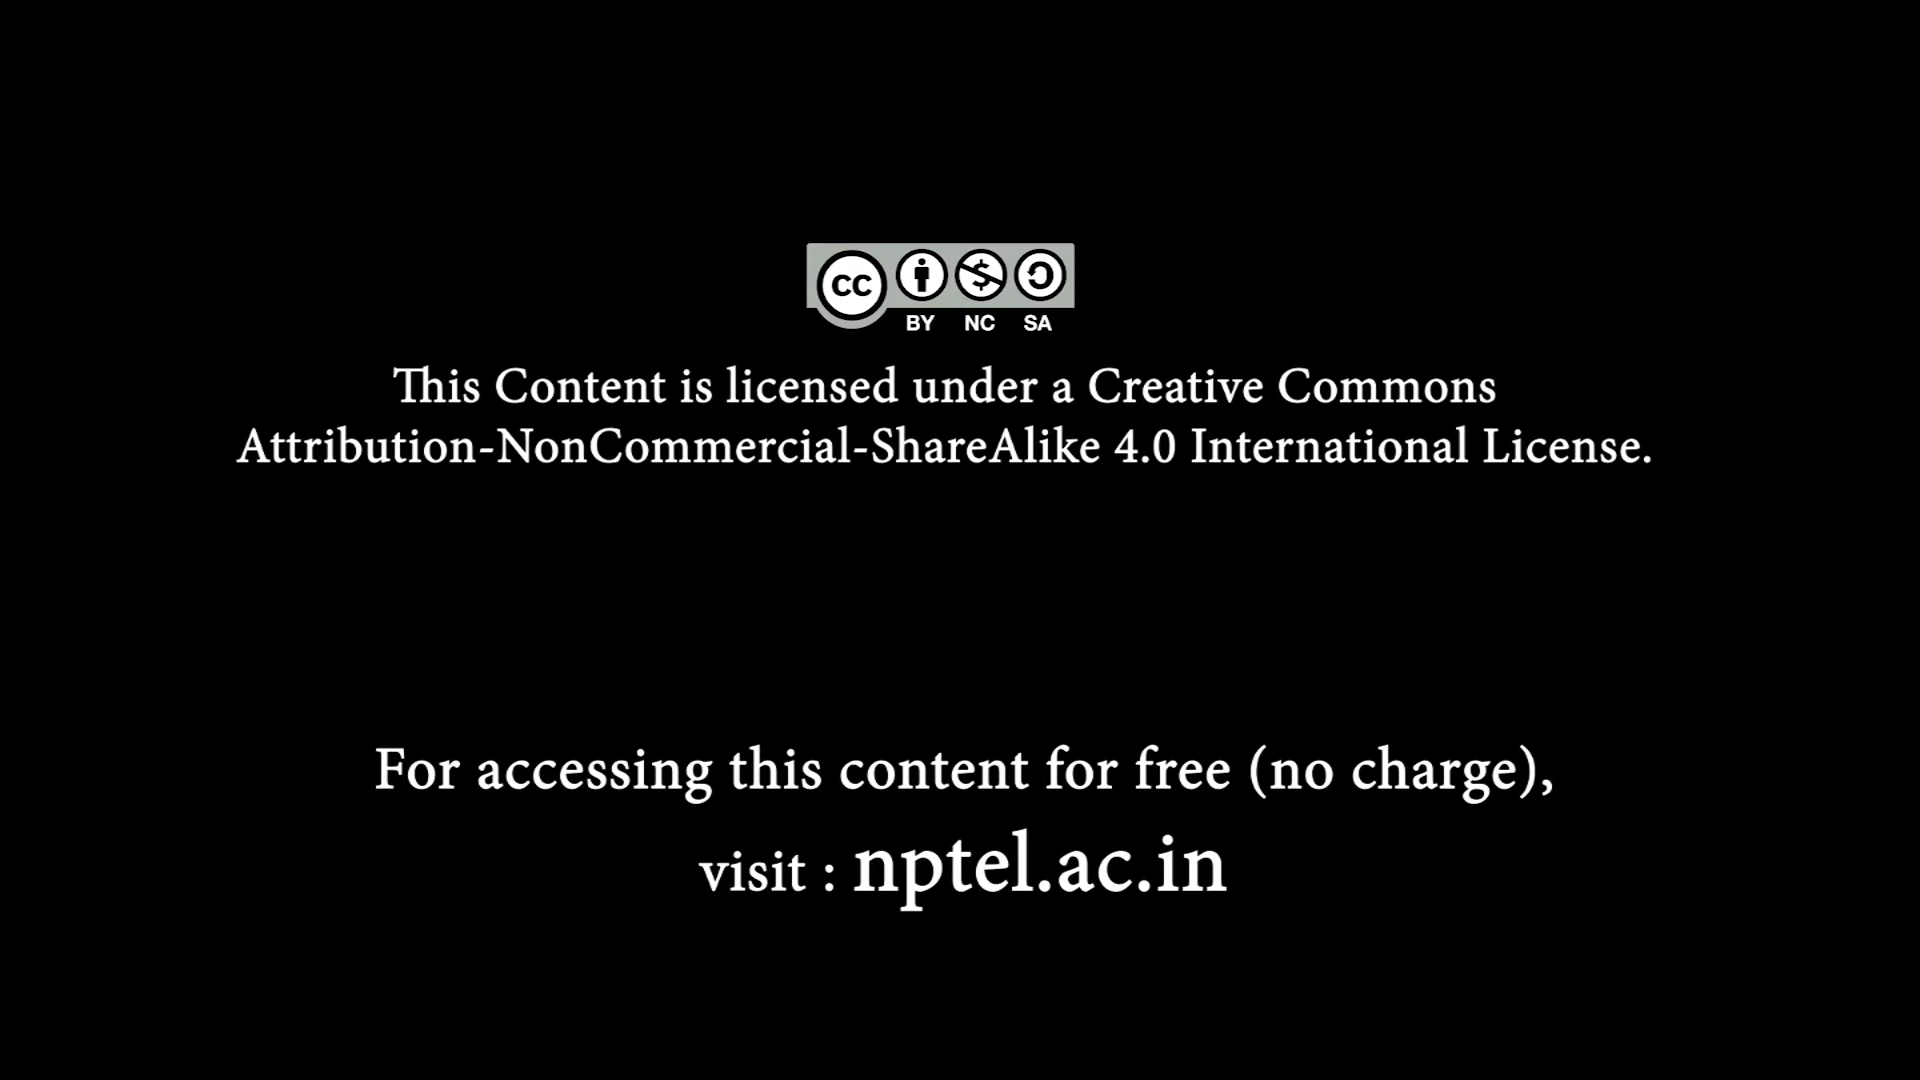 CC BY NC SA
This Content is licensed under a Creative Commons
Attribution-NonCommercial-ShareAlike 4.0 International License.
For accessing this content for free (no charge),
visit : nptel.ac.in